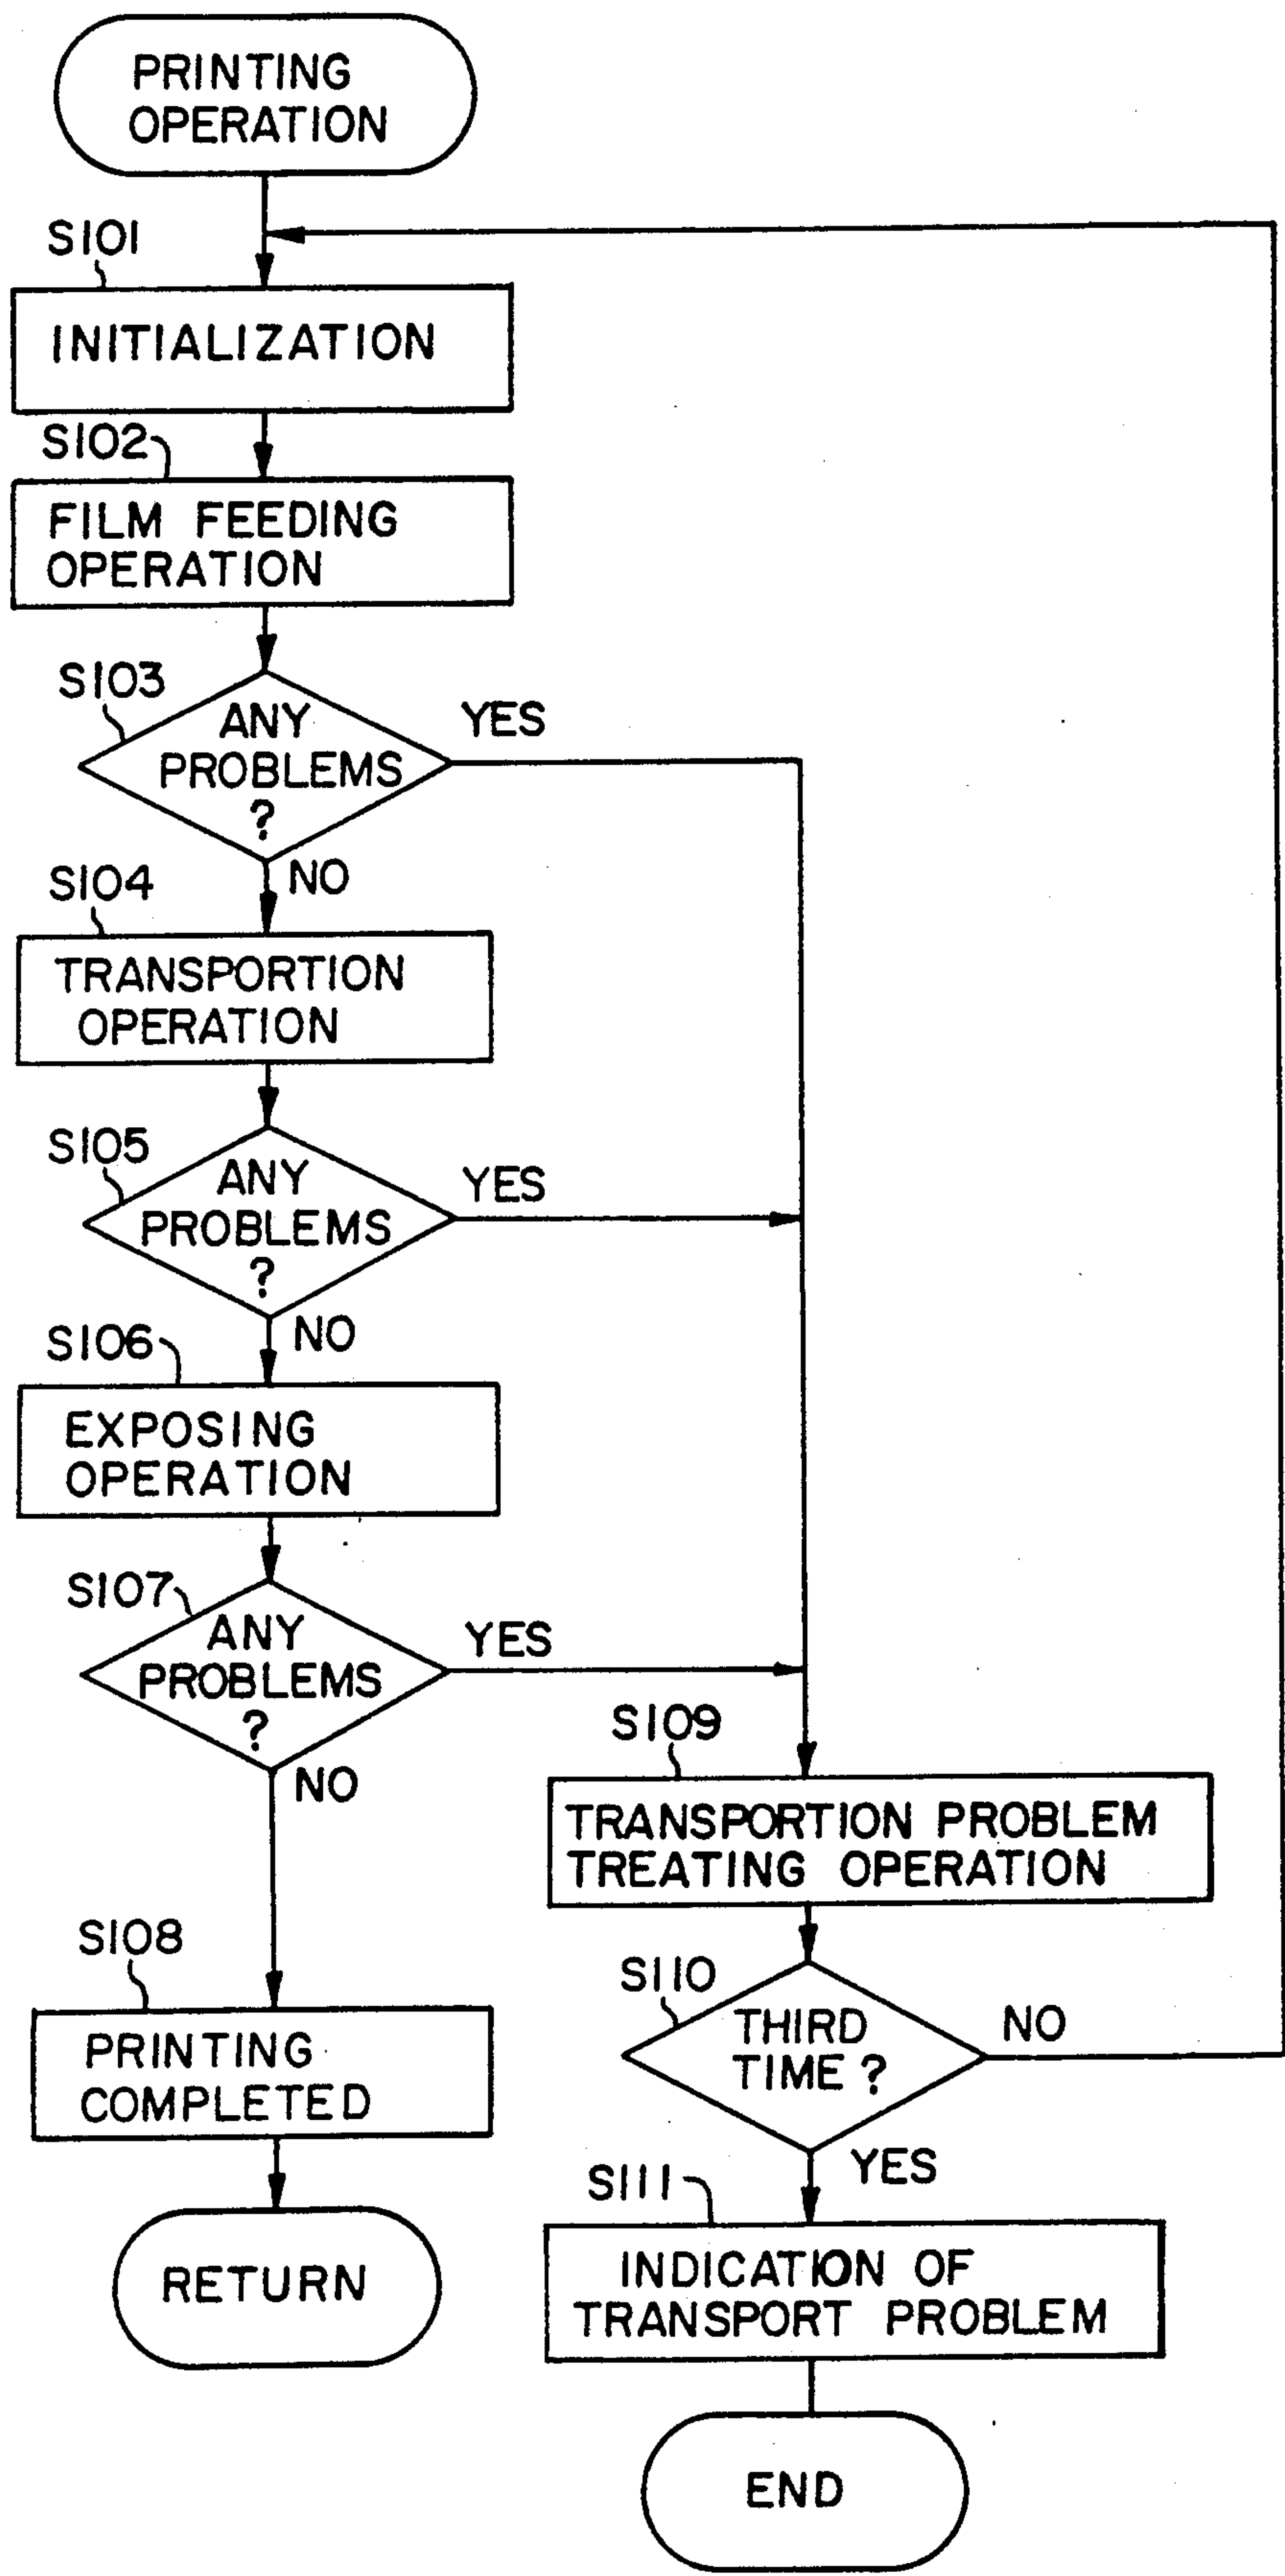 PRINTING
OPERATION
S101
INITIALIZATION
S102
FILM FEEDING
OPERATION
S103
ANY
PROBLEMS
?
YES
NO
S104
TRANSPORTION
OPERATION
S105
ANY
PROBLEMS
?
YES
NO
S106
EXPOSING
OPERATION
S107
ANY
PROBLEMS
?
YES
NO
S108
PRINTING
COMPLETED
RETURN
S109
TRANSPORTION PROBLEM
TREATING OPERATION
S110
THIRD
TIME ?
NO
YES
S111
INDICATION OF
TRANSPORT PROBLEM
END